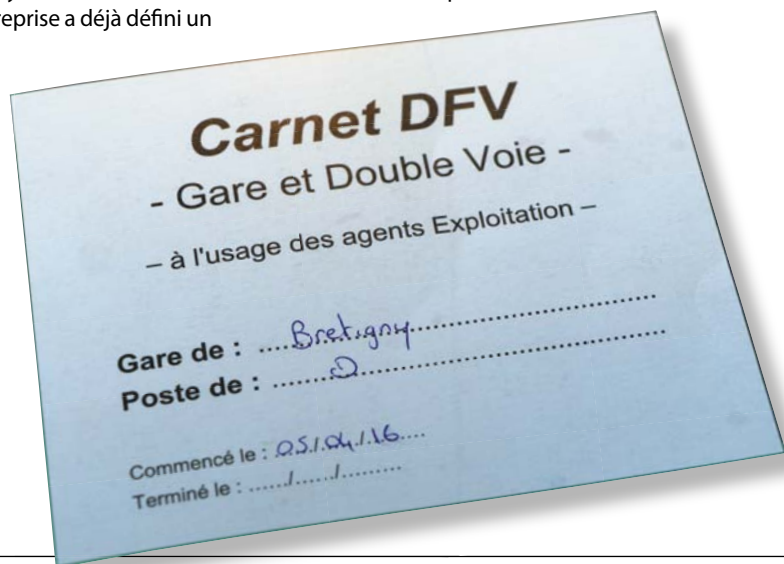 reprise a déjà défini un
Carnet DFV
- Gare et Double Voie -
– à l'usage des agents Exploitation –
Gare de : ....Bretigny..............................
Poste de : .........D......................................
Commencé le : 05./.04./.16....
Terminé le : ....../....../.........